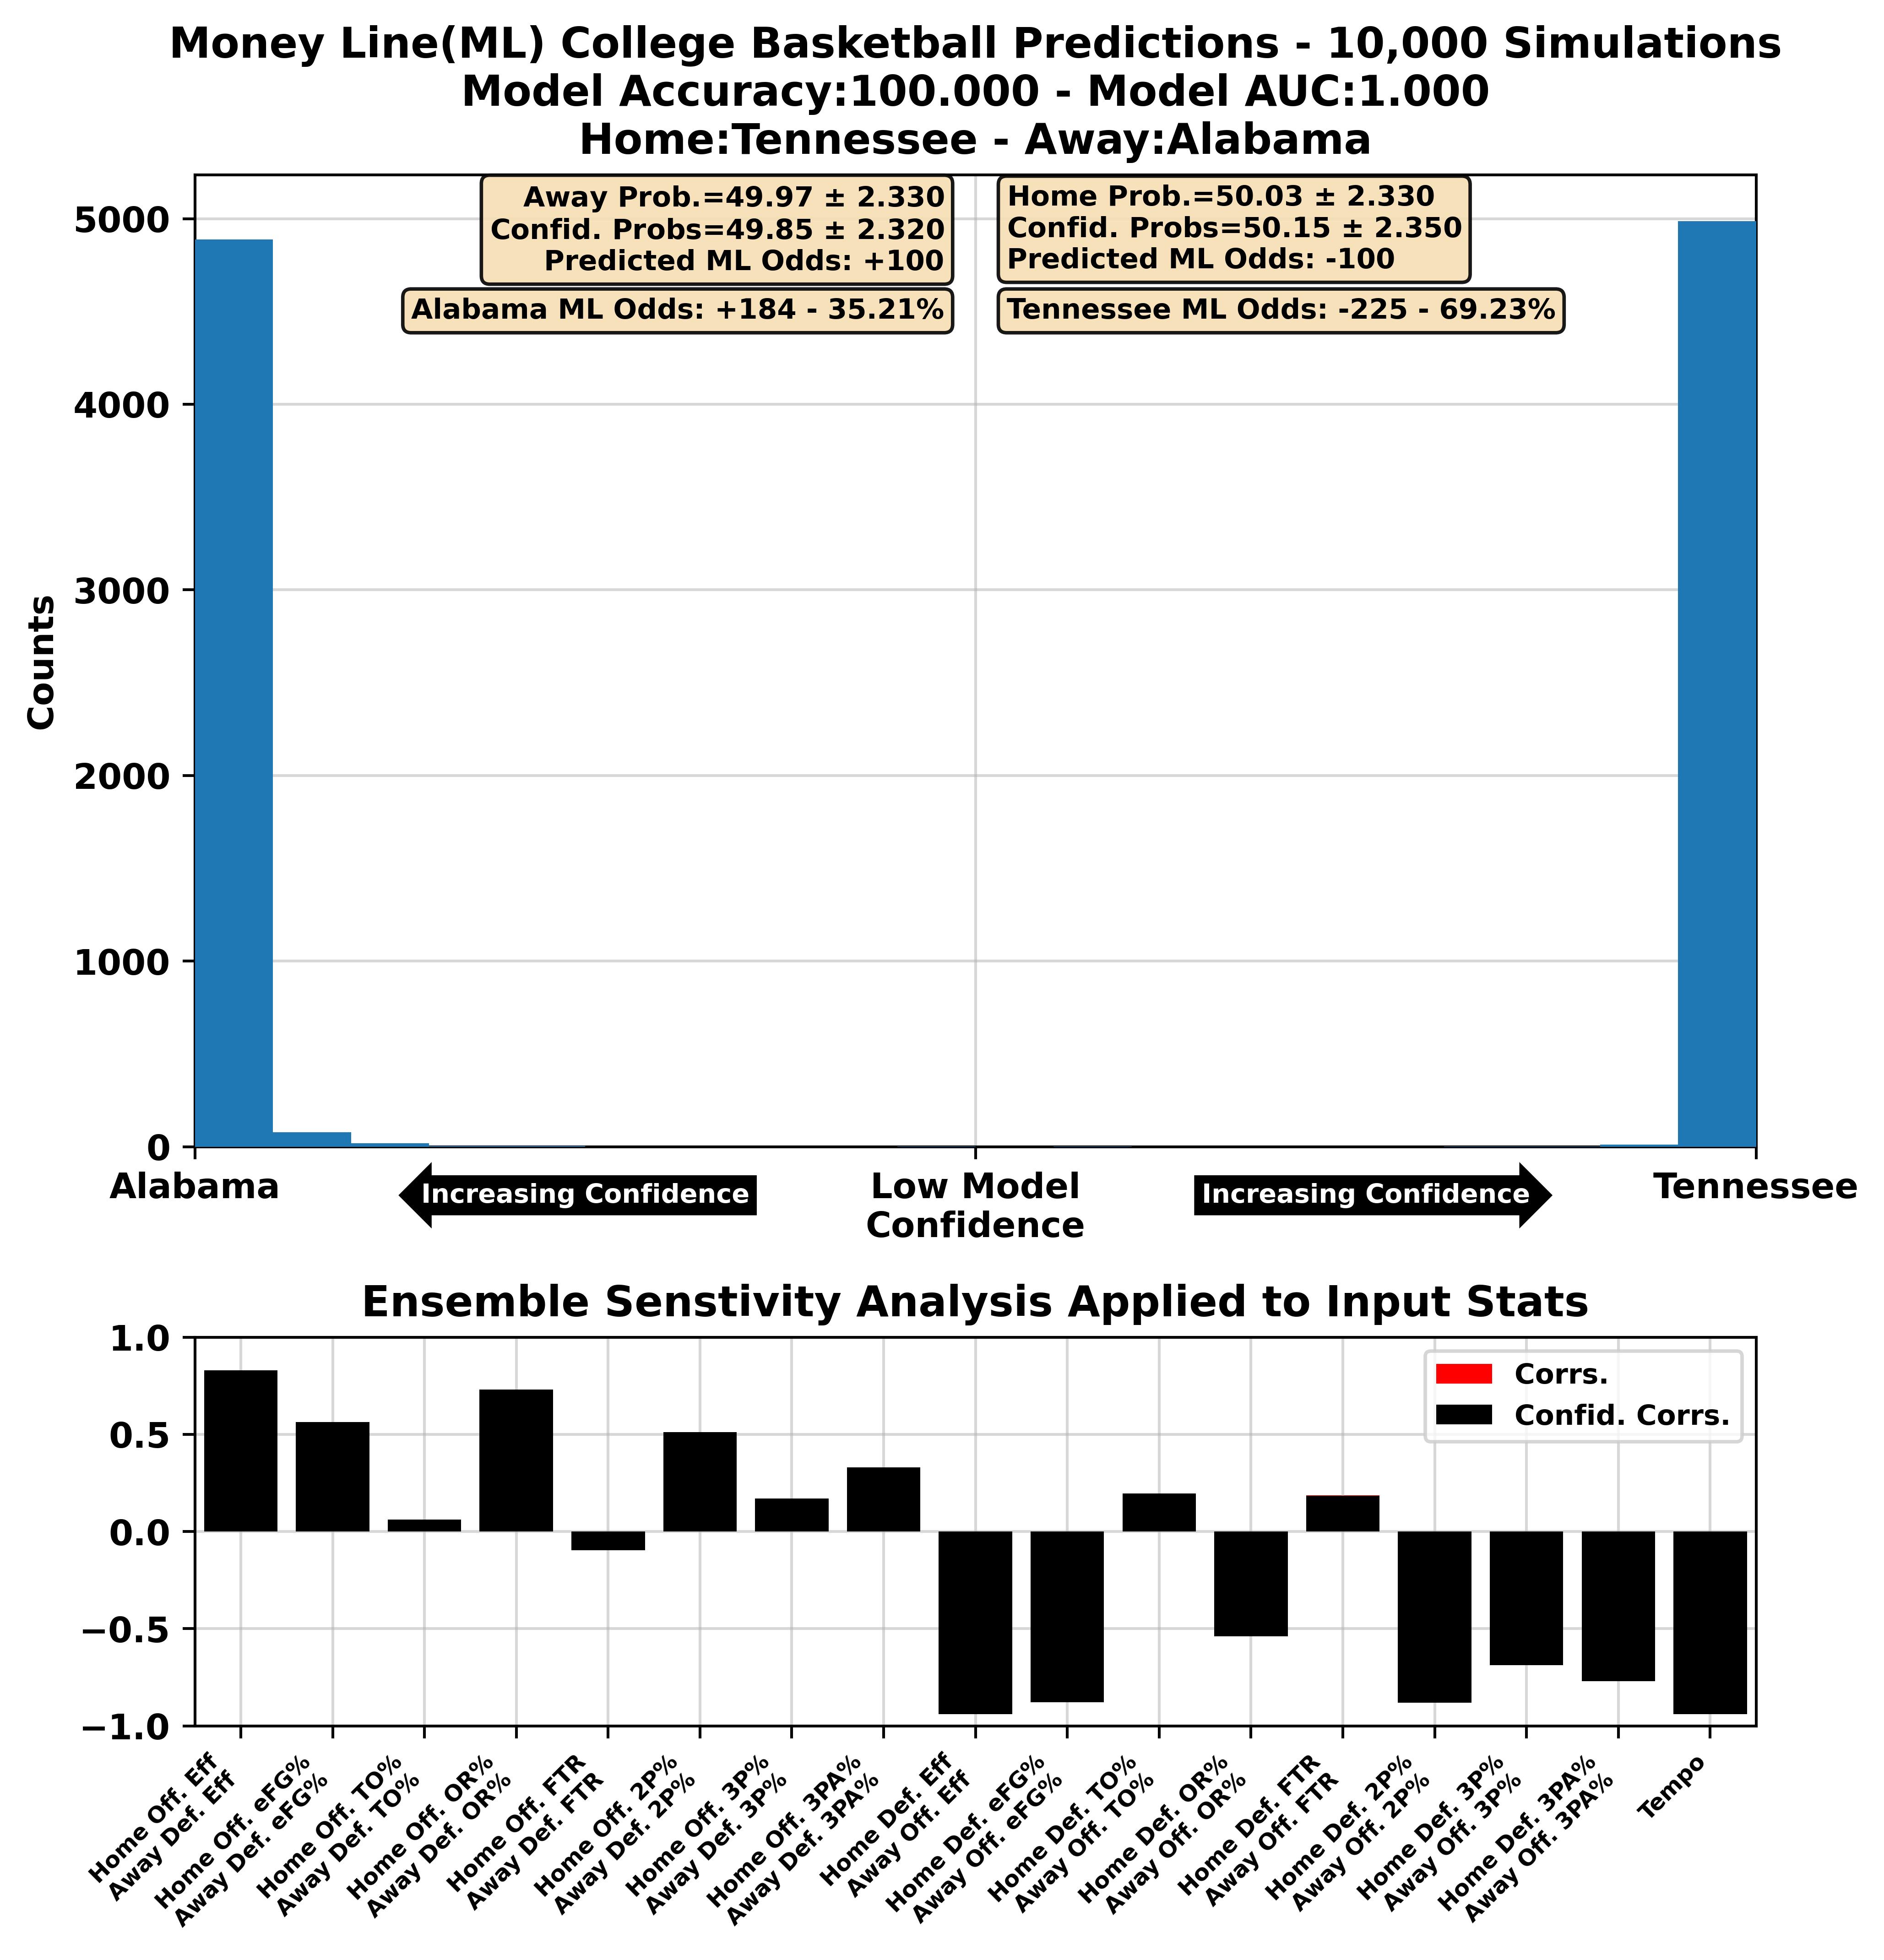 Money Line(ML) College Basketball Predictions - 10,000 Simulations
Model Accuracy:100.000 - Model AUC:1.000
Home:Tennessee - Away:Alabama
Away Prob.=49.97 ± 2.330
Confid. Probs=49.85 ± 2.320
Predicted ML Odds: +100
Alabama ML Odds: +184 - 35.21%
Home Prob.=50.03 ± 2.330
Confid. Probs=50.15 ± 2.350
Predicted ML Odds: -100
Tennessee ML Odds: -225 - 69.23%
Counts
5000
4000
3000
2000
1000
0
Alabama
Increasing Confidence
Low Model
Confidence
Increasing Confidence
Tennessee
Ensemble Senstivity Analysis Applied to Input Stats
1.0
0.5
0.0
−0.5
−1.0
Corrs.
Confid. Corrs.
Home Off. Eff
Away Def. Eff
Home Off. eFG%
Away Def. eFG%
Home Off. TO%
Away Def. TO%
Home Off. OR%
Away Def. OR%
Home Off. FTR
Away Def. FTR
Home Off. 2P%
Away Def. 2P%
Home Off. 3P%
Away Def. 3P%
Home Off. 3PA%
Away Def. 3PA%
Home Def. Eff
Away Off. Eff
Home Def. eFG%
Away Off. eFG%
Home Def. TO%
Away Off. TO%
Home Def. OR%
Away Off. OR%
Home Def. FTR
Away Off. FTR
Home Def. 2P%
Away Off. 2P%
Home Def. 3P%
Away Off. 3P%
Home Def. 3PA%
Away Off. 3PA%
Tempo